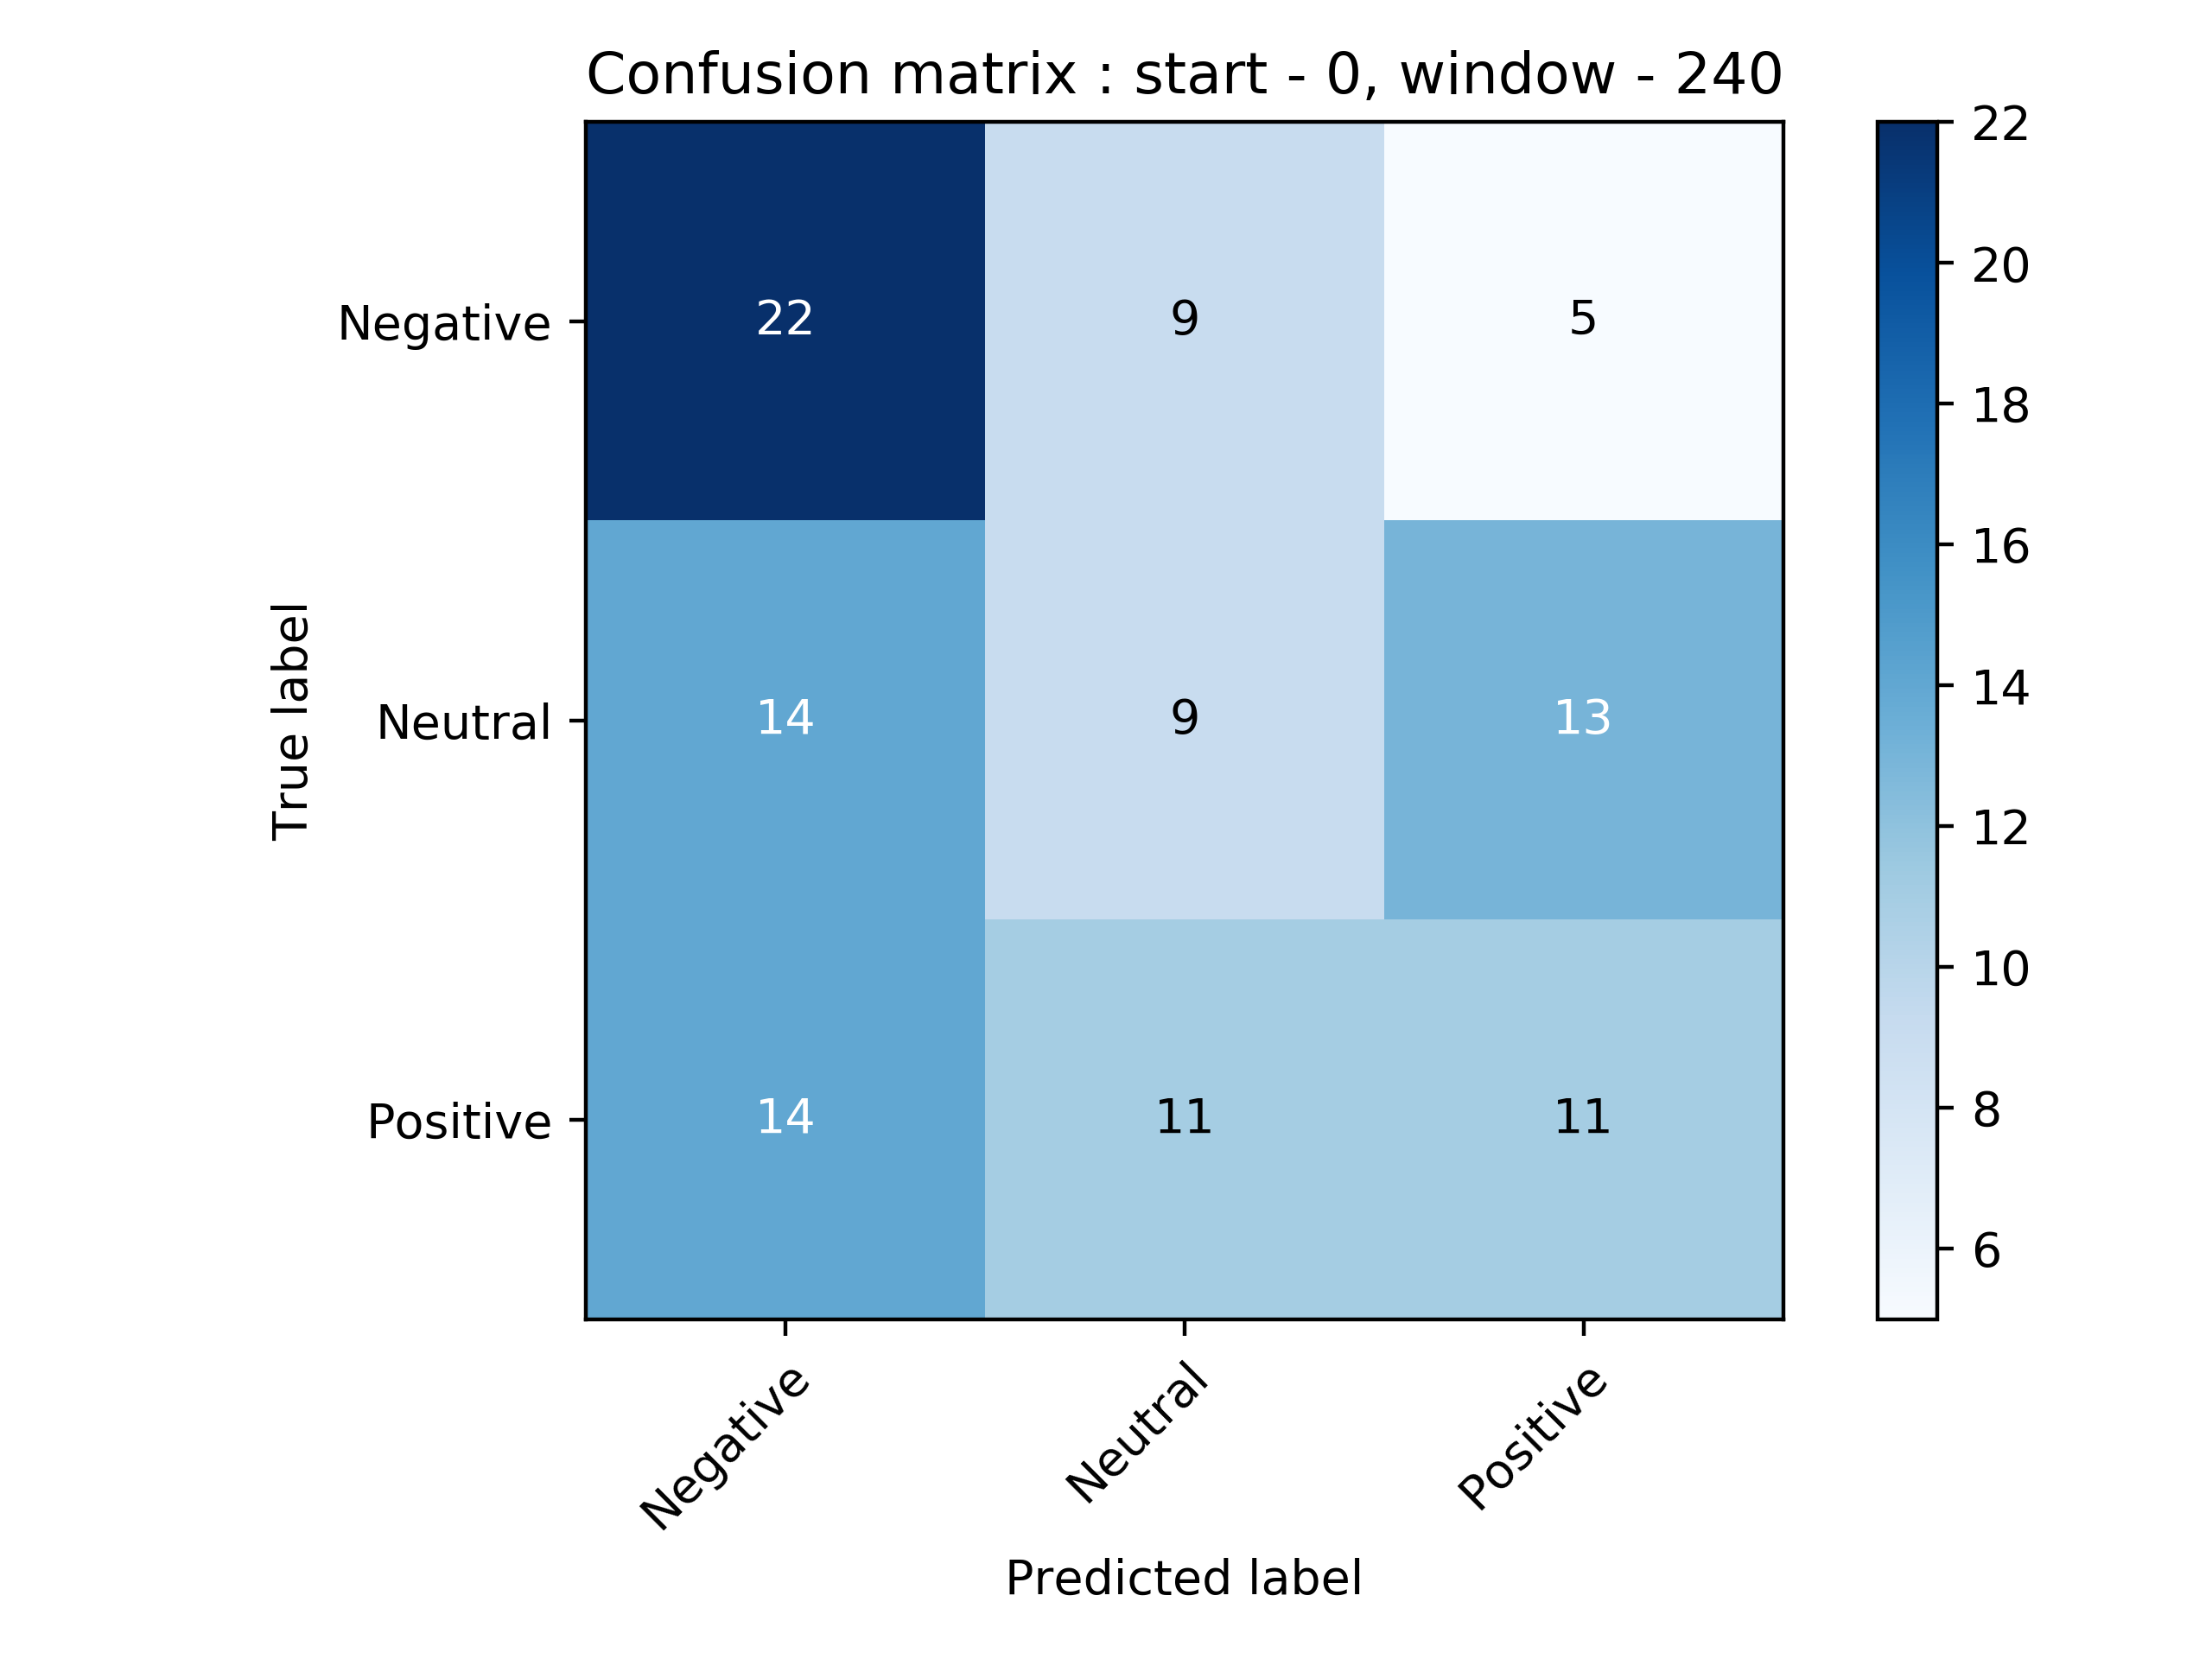 Confusion matrix : start - 0, window - 240
True label
Negative
22
9
5
Neutral
14
9
13
Positive
14
11
11
Negative
Neutral
Positive
Predicted label
22
20
18
16
14
12
10
8
6